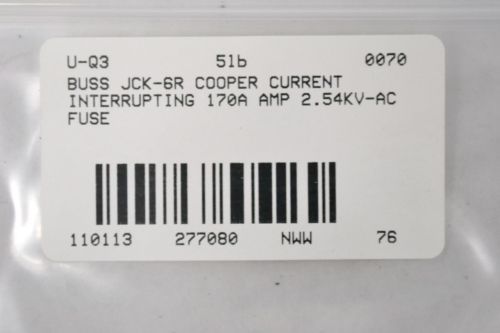 U-Q3 51b 0070
BUSS JCK-6R COOPER CURRENT
INTERRUPTING 170A AMP 2.54KV-AC
FUSE
110113 277080 NWW 76